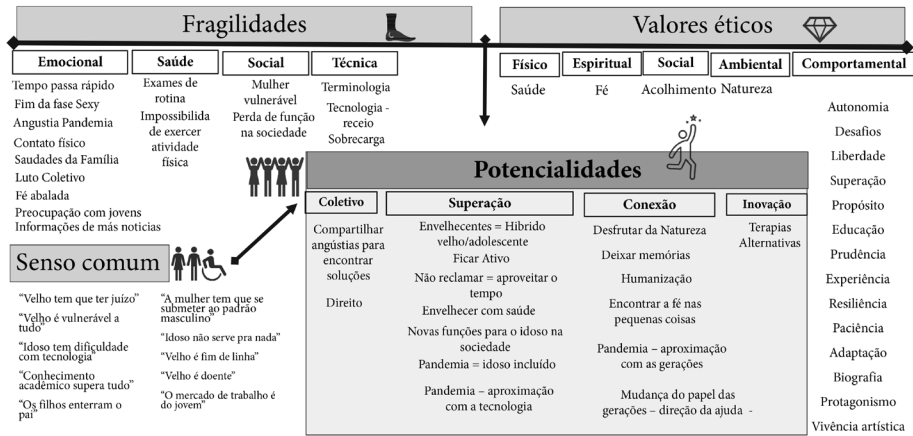 Fragilidades
Emocional
Tempo passa rápido
Fim da fase Sexy
Angustia Pandemia
Contato físico
Saudades da Família
Luto Coletivo
Fé abalada
Preocupação com jovens
Informações de más noticias
Saúde
Exames de
rotina
Impossibilida
de exercer
atividade
física
Social
Mulher
vulnerável
Perda de função
na sociedade
Técnica
Terminologia
Tecnologia -
receio
Sobrecarga
Valores éticos
Físico
Saúde
Espiritual
Fé
Social
Acolhimento
Ambiental
Natureza
Comportamental
Autonomia
Desafios
Liberdade
Superação
Propósito
Educação
Prudência
Experiência
Resiliência
Paciência
Adaptação
Biografia
Protagonismo
Vivência artística
Potencialidades
Coletivo
Compartilhar
angústias para
encontrar
soluções
Direito
Superação
Envelhecentes = Hibrido
velho/adolescente
Ficar Ativo
Não reclamar = aproveitar o
tempo
Envelhecer com saúde
Novas funções para o idoso na
sociedade
Pandemia = idoso incluído
Pandemia – aproximação
com a tecnologia
Conexão
Desfrutar da Natureza
Deixar memórias
Humanização
Encontrar a fé nas
pequenas coisas
Pandemia – aproximação
com as gerações
Mudança do papel das
gerações – direção da ajuda -
Inovação
Terapias
Alternativas
Senso comum
“Velho tem que ter juízo”
“Velho é vulnerável a
tudo”
“Idoso tem dificuldade
com tecnologia”
“Conhecimento
acadêmico supera tudo”
“Os filhos enterram o
pai”
“A mulher tem que se
submeter ao padrão
masculino”
“Idoso não serve pra nada”
“Velho é fim de linha”
“Velho é doente”
“O mercado de trabalho é
do jovem”